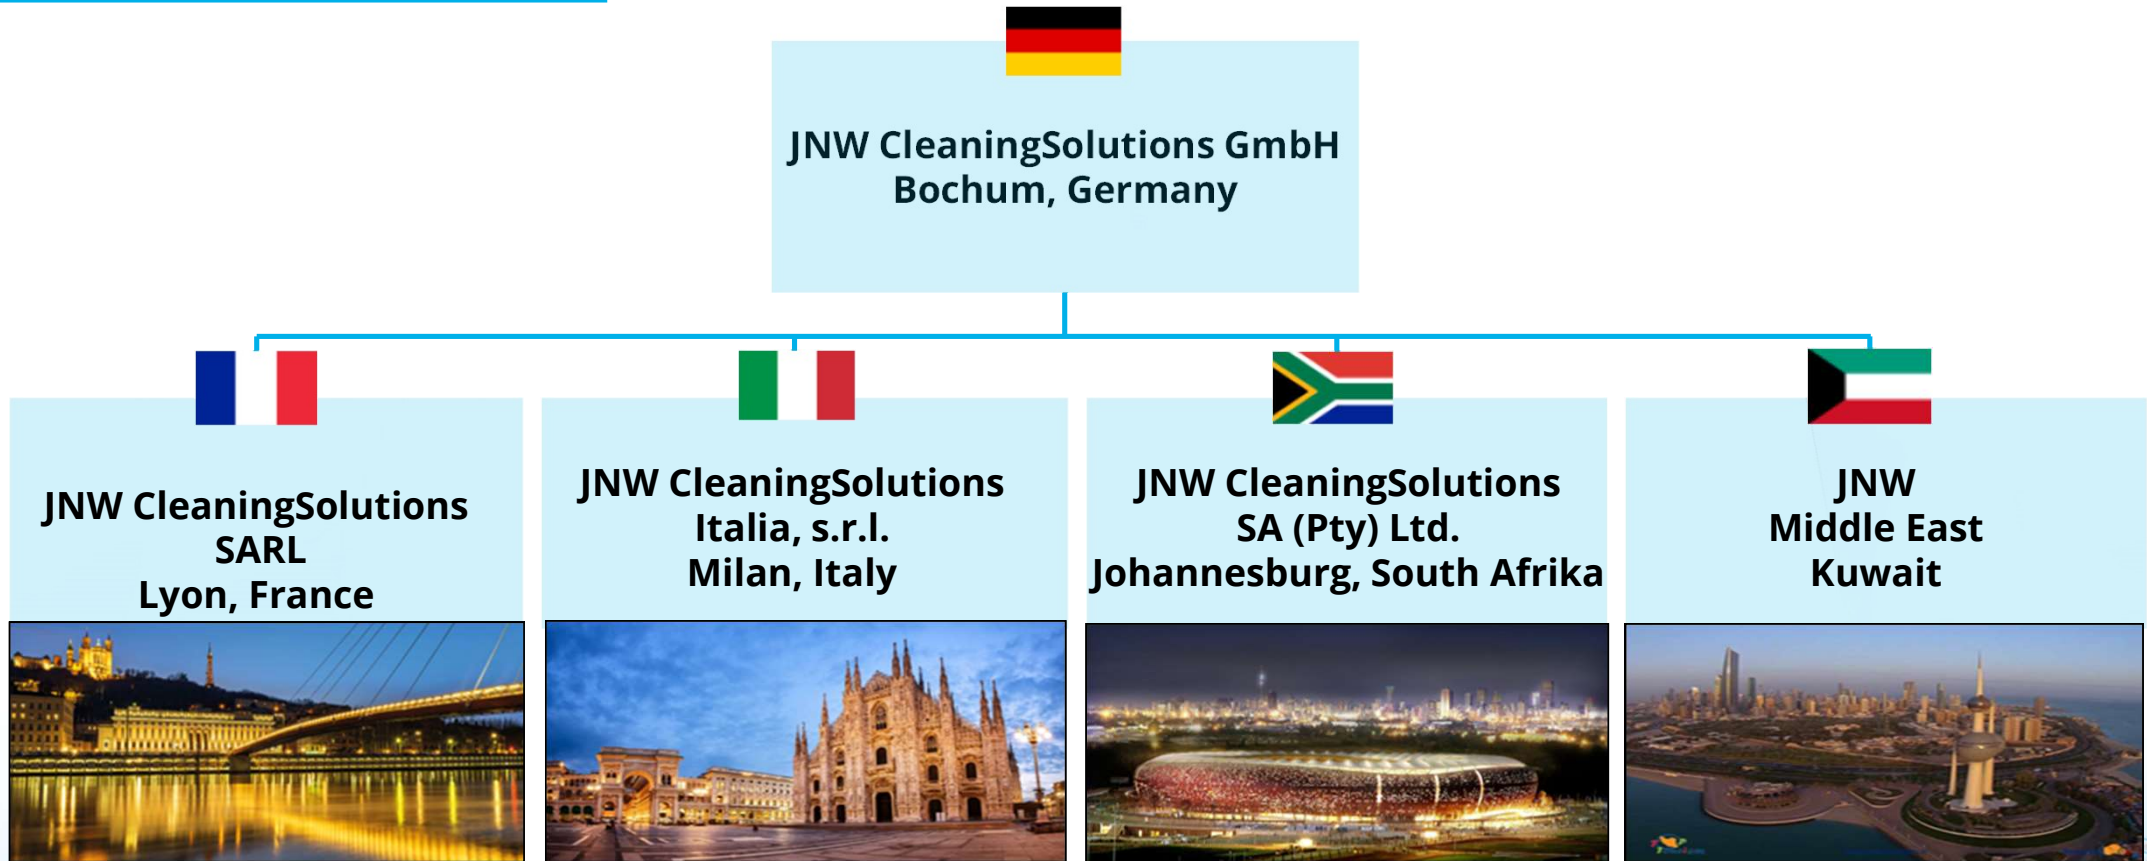 JNW CleaningSolutions GmbH
Bochum, Germany
JNW CleaningSolutions
SARL
Lyon, France
JNW CleaningSolutions
Italia, s.r.l.
Milan, Italy
JNW CleaningSolutions
SA (Pty) Ltd.
Johannesburg, South Afrika
JNW
Middle East
Kuwait